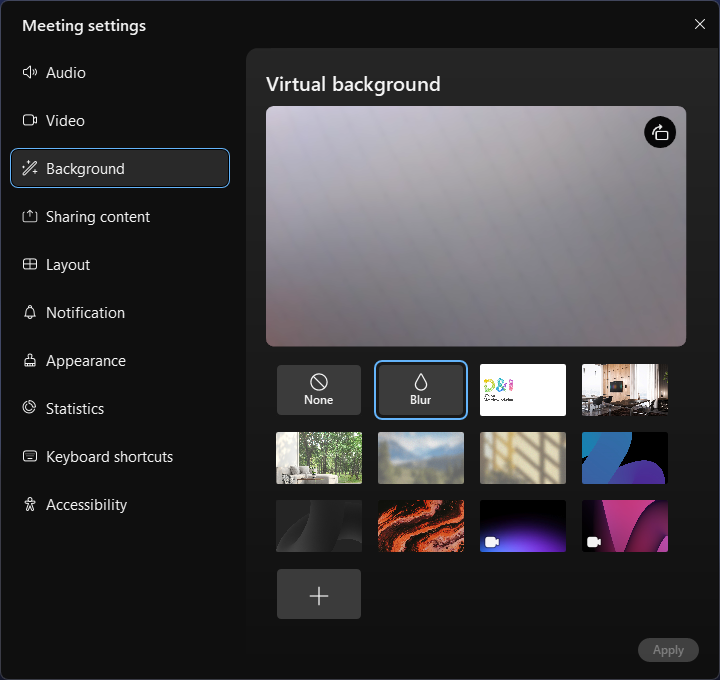 Meeting settings
Audio
Video
Background
Sharing content
Layout
Notification
Appearance
Statistics
Keyboard shortcuts
Accessibility
Virtual background
None
Blur
D&I
Apply